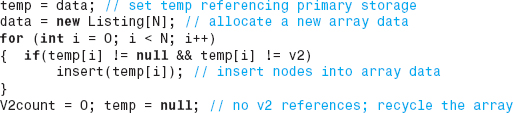 temp = data; // set temp referencing primary storage
data = new Listing[N]; // allocate a new array data
for (int i = 0; i < N; i++)
{  if(temp[i] != null && temp[i] != v2)
       insert(temp[i]); // insert nodes into array data
}
V2count = 0; temp = null; // no v2 references; recycle the array